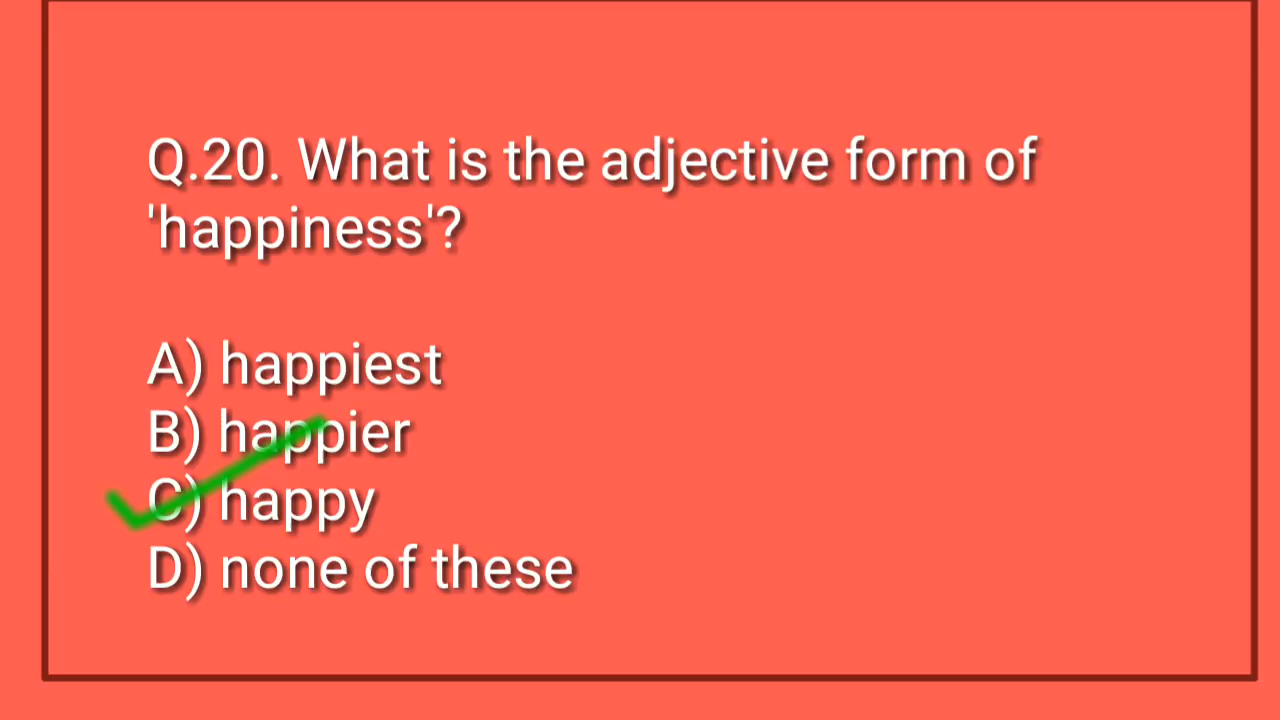 Q.20. What is the adjective form of
'happiness'?
A) happiest
B) happier
C) happy
D) none of these